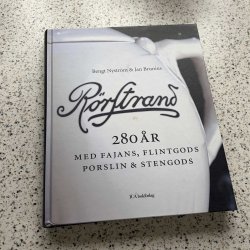 Bengt Nyström & Jan Brunius
Rörstrand
280 ÅR
MED FAJANS, FLINTGODS
PORSLIN & STENGODS